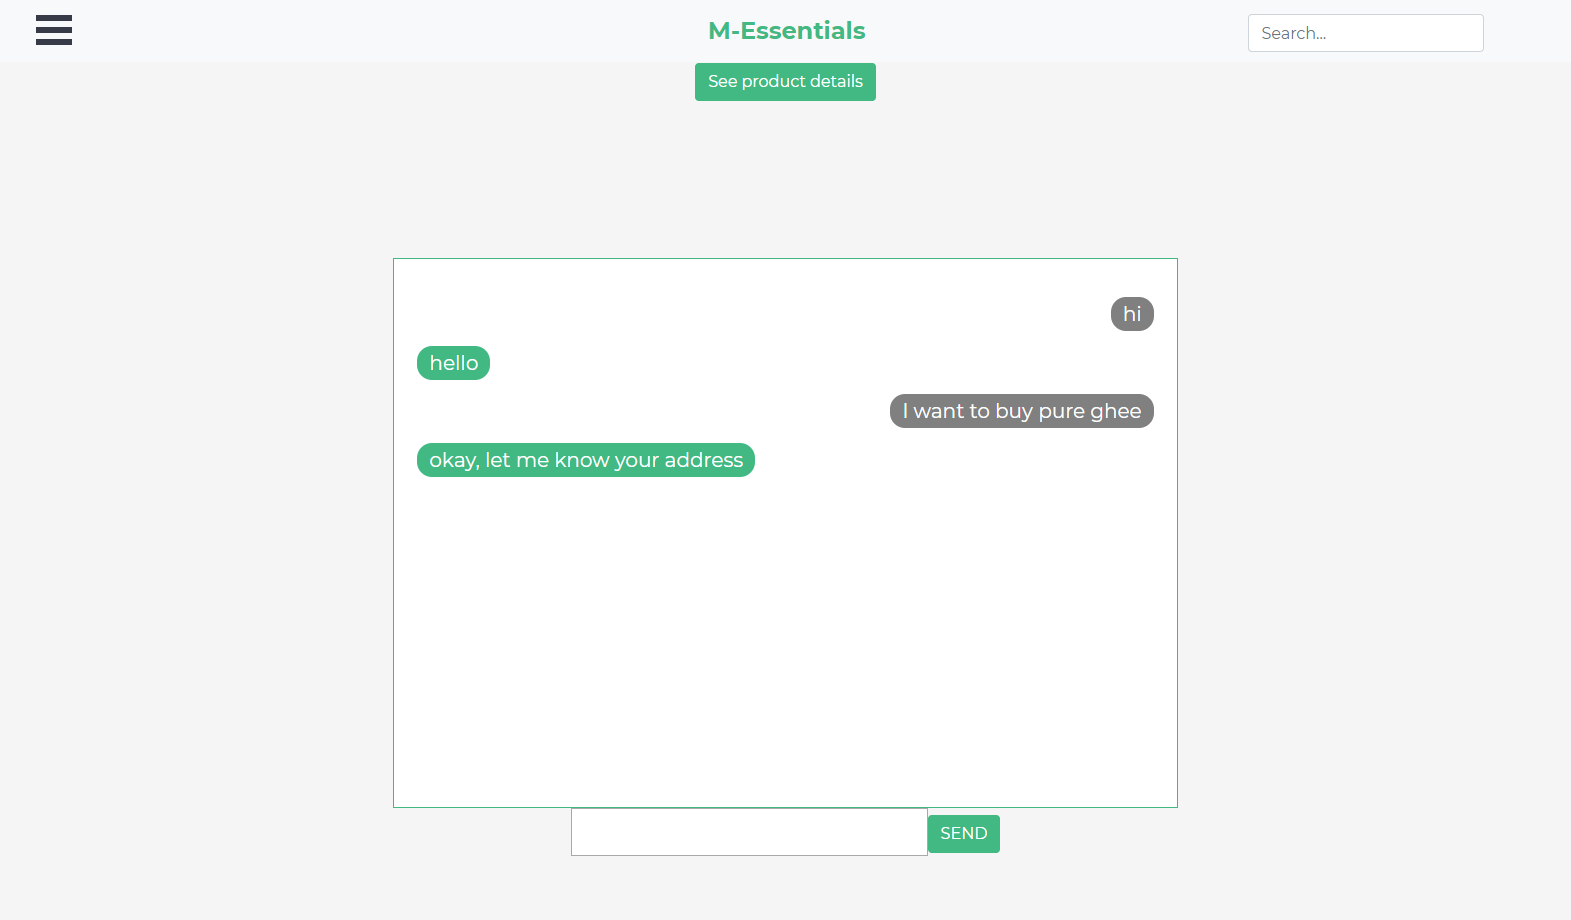 M-Essentials
Search...
See product details
hi
hello
I want to buy pure ghee
okay, let me know your address
SEND